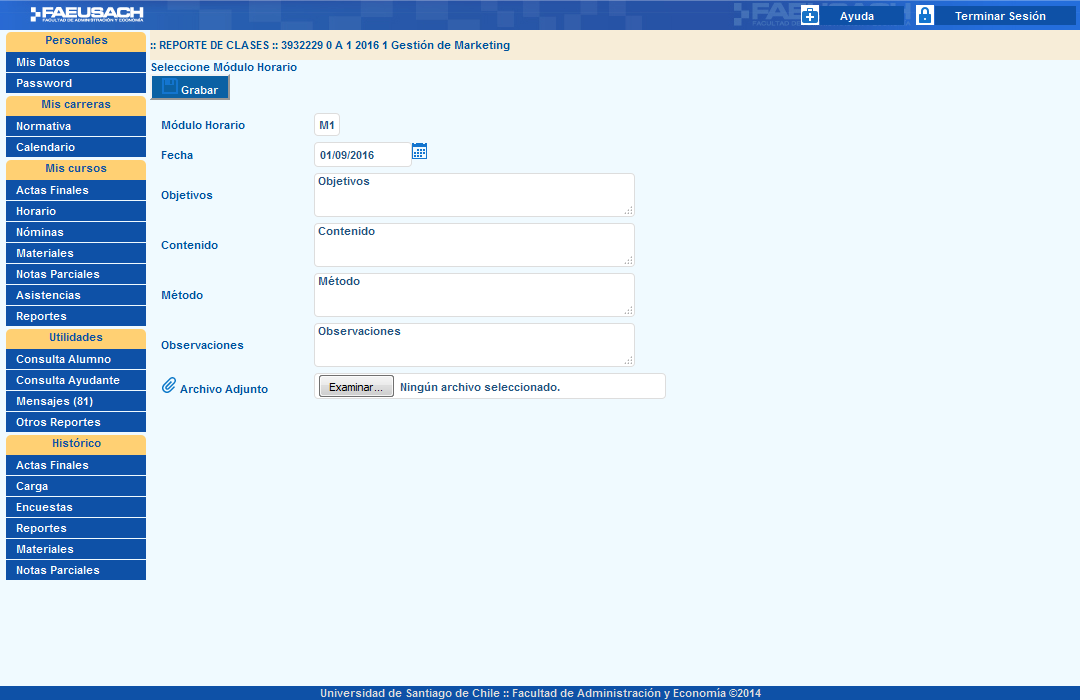 FAEUSACH
FACULTAD DE ADMINISTRACIÓN Y ECONOMÍA
Ayuda
Terminar Sesión
Personales
Mis Datos
Password
Mis carreras
Normativa
Calendario
Mis cursos
Actas Finales
Horario
Nóminas
Materiales
Notas Parciales
Asistencias
Reportes
Utilidades
Consulta Alumno
Consulta Ayudante
Mensajes (81)
Otros Reportes
Histórico
Actas Finales
Carga
Encuestas
Reportes
Materiales
Notas Parciales
:: REPORTE DE CLASES :: 3932229 0 A 1 2016 1 Gestión de Marketing
Seleccione Módulo Horario
Grabar
Módulo Horario M1
Fecha 01/09/2016
Objetivos Objetivos
Contenido Contenido
Método Método
Observaciones Observaciones
Archivo Adjunto Examinar... Ningún archivo seleccionado.
Universidad de Santiago de Chile :: Facultad de Administración y Economía ©2014